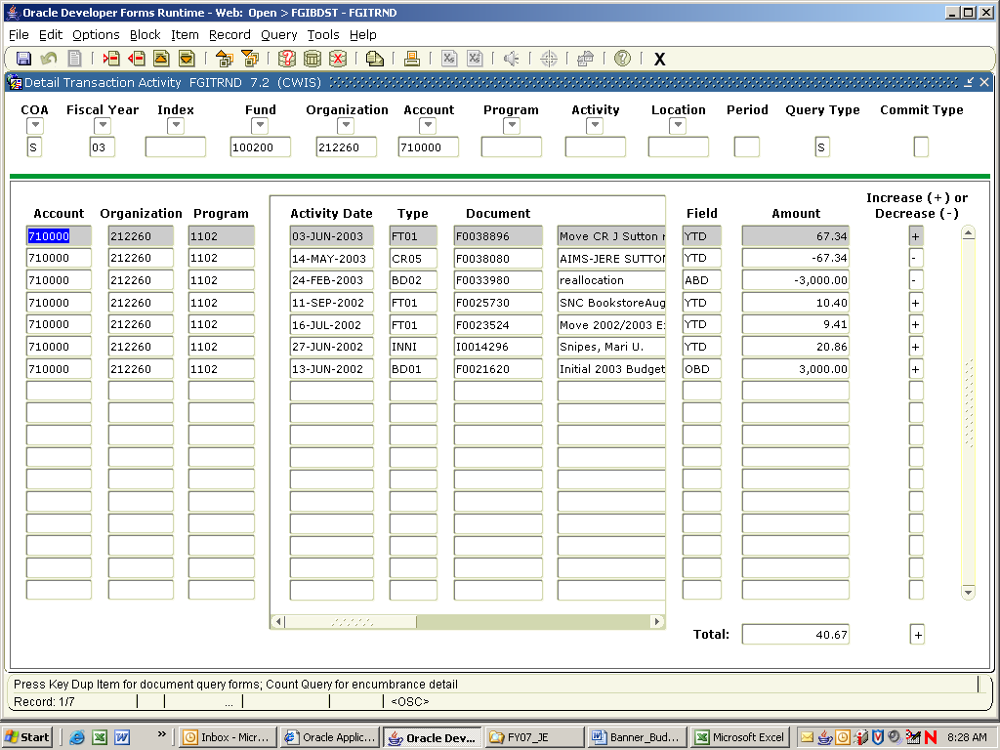 Oracle Developer Forms Runtime - Web: Open > FGIBDST - FGITRND
File Edit Options Block Item Record Query Tools Help
X
Detail Transaction Activity FGITRND 7.2 (CWIS)
COA Fiscal Year Index Fund Organization Account Program Activity Location Period Query Type Commit Type
S 03 100200 212260 710000 S
Increase (+) or
Account Organization Program Activity Date Type Document Field Amount Decrease (-)
710000 212260 1102 03-JUN-2003 FT01 F0038896 Move CR J Sutton YTD 67.34 +
710000 212260 1102 14-MAY-2003 CR05 F0038080 AIMS-JERE SUTTON YTD -67.34 -
710000 212260 1102 24-FEB-2003 BD02 F0033980 reallocation ABD -3,000.00 -
710000 212260 1102 11-SEP-2002 FT01 F0025730 SNC BookstoreAug YTD 10.40 +
710000 212260 1102 16-JUL-2002 FT01 F0023524 Move 2002/2003 E YTD 9.41 +
710000 212260 1102 27-JUN-2002 INNI I0014296 Snipes, Mari U. YTD 20.86 +
710000 212260 1102 13-JUN-2002 BD01 F0021620 Initial 2003 Budget OBD 3,000.00 +
Total: 40.67 +
Press Key Dup Item for document query forms; Count Query for encumbrance detail
Record: 1/7 ... <OSC>
Start » Inbox - Micr... Oracle Applic... Oracle Dev... FY07_JE Banner_Bud... Microsoft Excel 8:28 AM